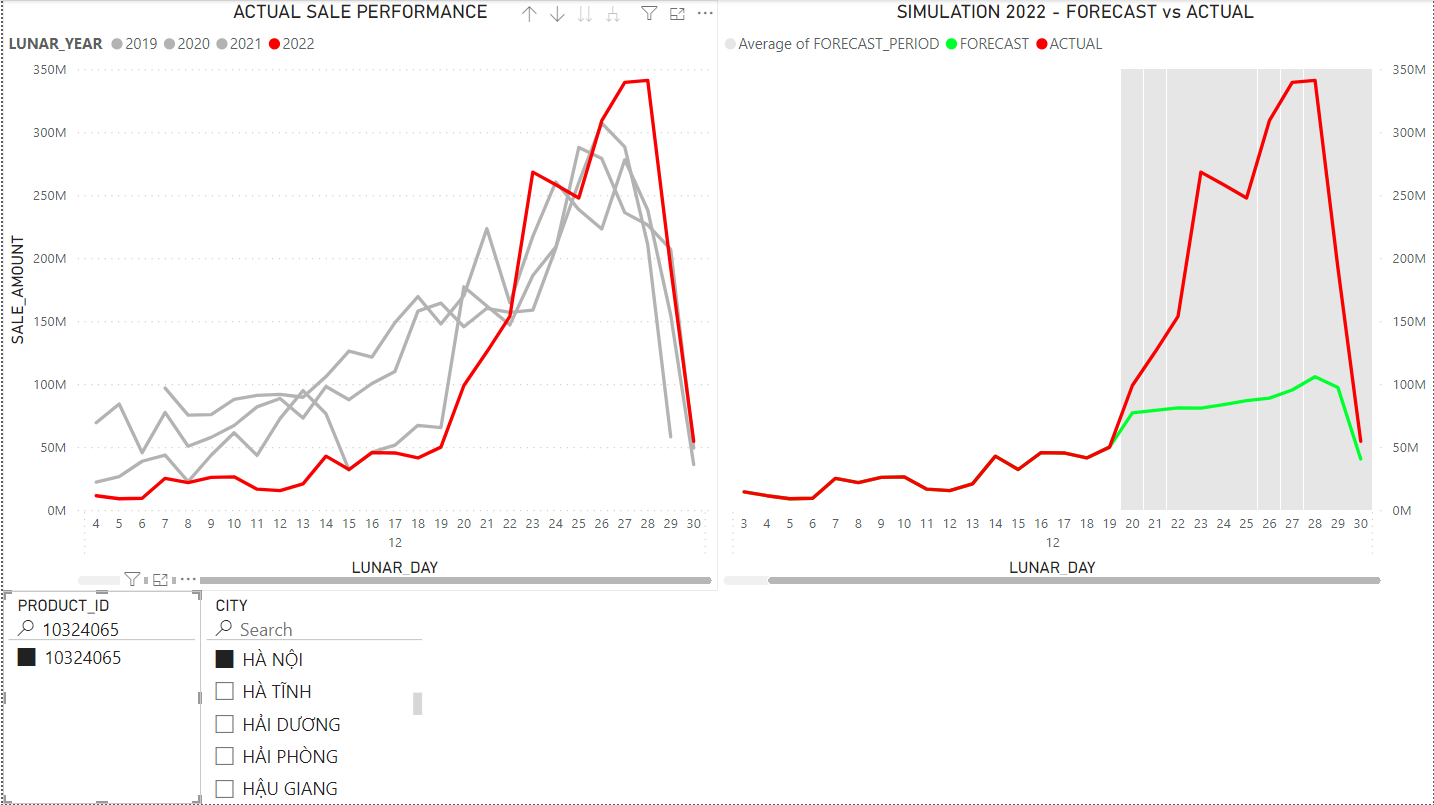 ACTUAL SALE PERFORMANCE
LUNAR_YEAR 2019 2020 2021 2022
350M
300M
250M
200M
150M
100M
50M
0M
SALE_AMOUNT
4 5 6 7 8 9 10 11 12 13 14 15 16 17 18 19 20 21 22 23 24 25 26 27 28 29 30
12
LUNAR_DAY
SIMULATION 2022 - FORECAST vs ACTUAL
Average of FORECAST_PERIOD FORECAST ACTUAL
350M
300M
250M
200M
150M
100M
50M
0M
3 4 5 6 7 8 9 10 11 12 13 14 15 16 17 18 19 20 21 22 23 24 25 26 27 28 29 30
12
LUNAR_DAY
PRODUCT_ID
10324065
10324065
CITY
Search
HÀ NỘI
HÀ TĨNH
HẢI DƯƠNG
HẢI PHÒNG
HẬU GIANG